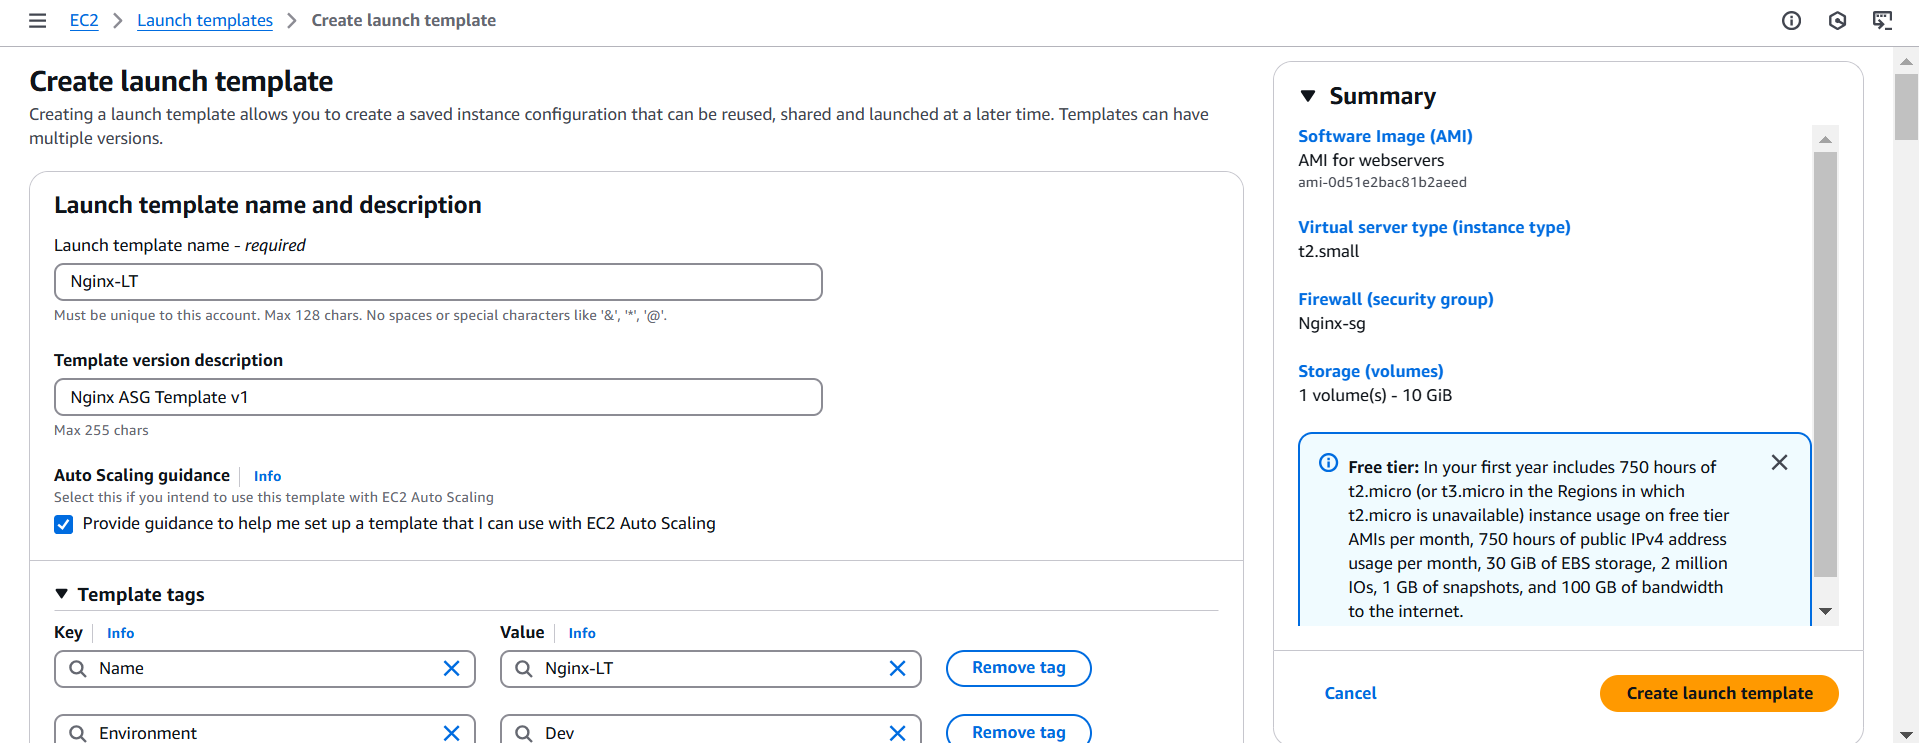 EC2 > Launch templates > Create launch template
Create launch template
Creating a launch template allows you to create a saved instance configuration that can be reused, shared and launched at a later time. Templates can have
multiple versions.
Launch template name and description
Launch template name - required
Nginx-LT
Must be unique to this account. Max 128 chars. No spaces or special characters like '&', '*', '@'.
Template version description
Nginx ASG Template v1
Max 255 chars
Auto Scaling guidance Info
Select this if you intend to use this template with EC2 Auto Scaling
Provide guidance to help me set up a template that I can use with EC2 Auto Scaling
Template tags
Key Info Value Info
Name Nginx-LT Remove tag
Environment Dev Remove tag
Summary
Software Image (AMI)
AMI for webservers
ami-0d51e2bac81b2aeed
Virtual server type (instance type)
t2.small
Firewall (security group)
Nginx-sg
Storage (volumes)
1 volume(s) - 10 GiB
Free tier: In your first year includes 750 hours of
t2.micro (or t3.micro in the Regions in which
t2.micro is unavailable) instance usage on free tier
AMIs per month, 750 hours of public IPv4 address
usage per month, 30 GiB of EBS storage, 2 million
IOs, 1 GB of snapshots, and 100 GB of bandwidth
to the internet.
Cancel Create launch template